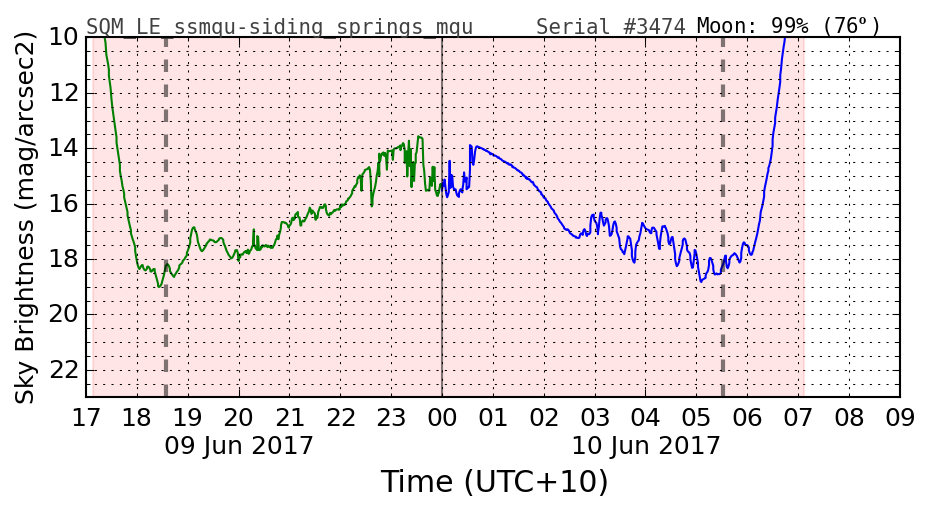 SQM_LE_ssmqu-siding_springs_mqu Serial #3474 Moon: 99% (76°)
Sky Brightness (mag/arcsec2)
10
12
14
16
18
20
22
17 18 19 20 21 22 23 00 01 02 03 04 05 06 07 08 09
09 Jun 2017 10 Jun 2017
Time (UTC+10)